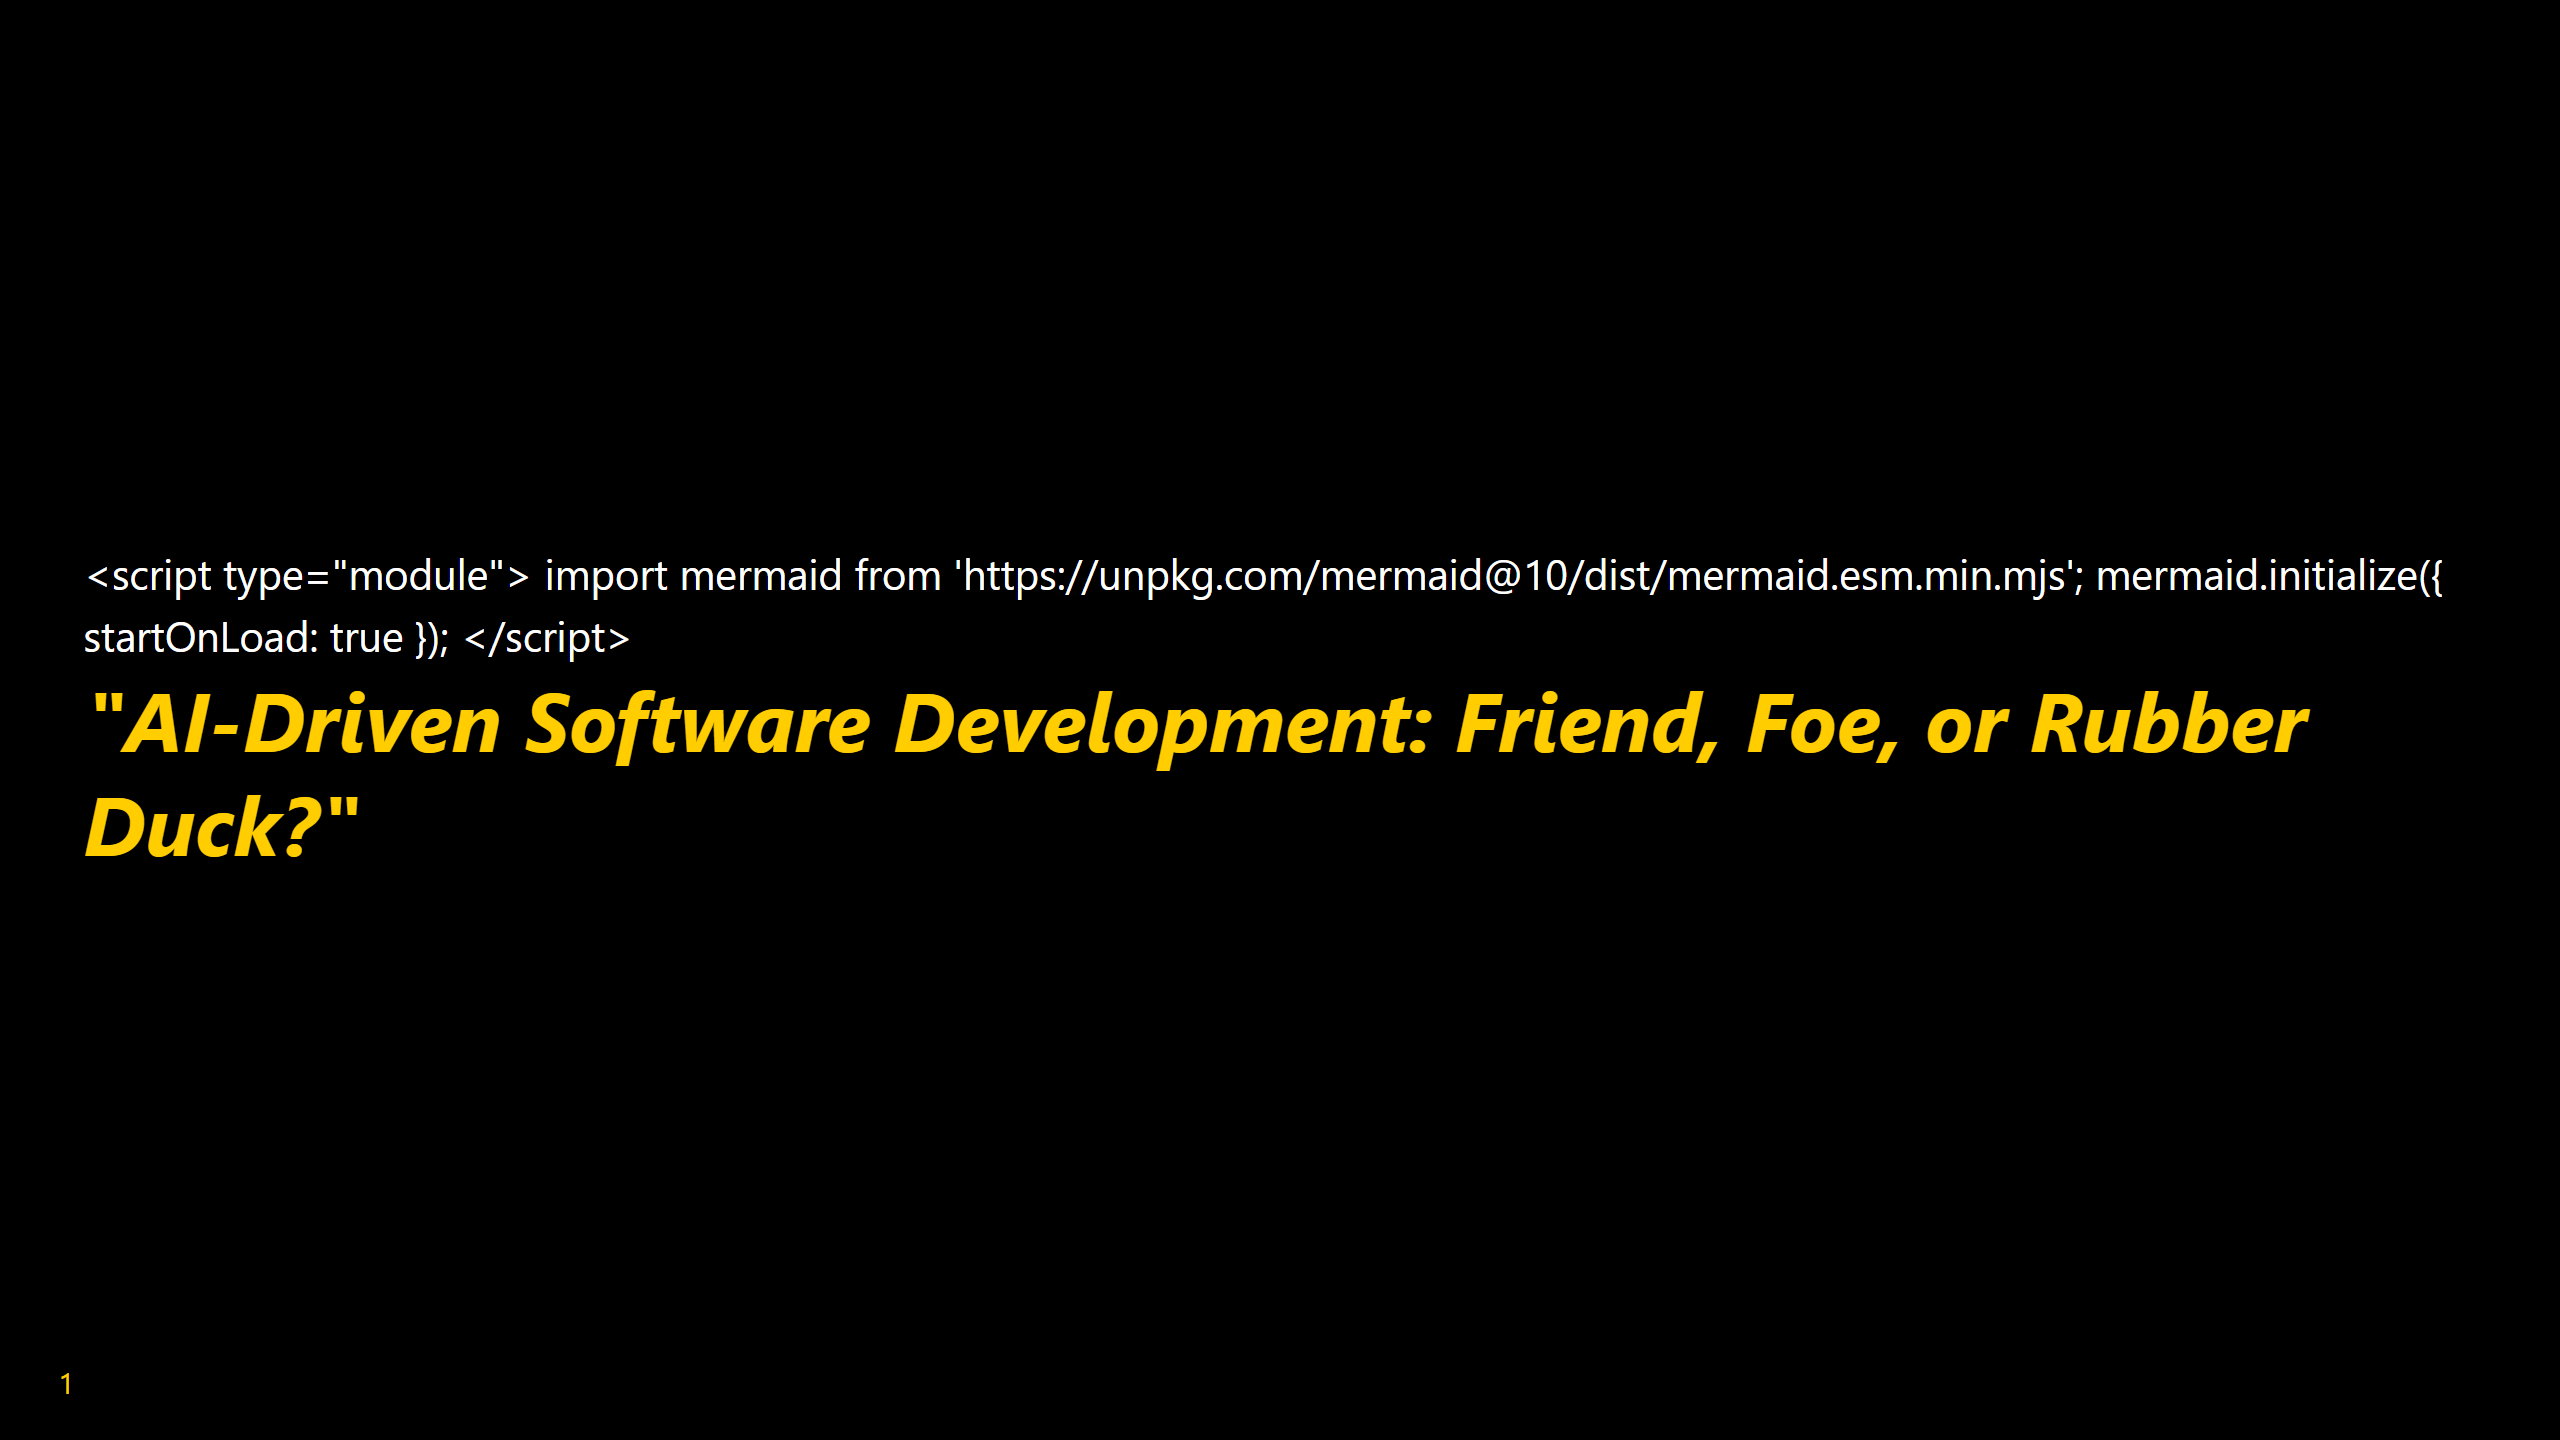 <script type="module"> import mermaid from 'https://unpkg.com/mermaid@10/dist/mermaid.esm.min.mjs'; mermaid.initialize({
startOnLoad: true }); </script>
"AI-Driven Software Development: Friend, Foe, or Rubber
Duck?"
1